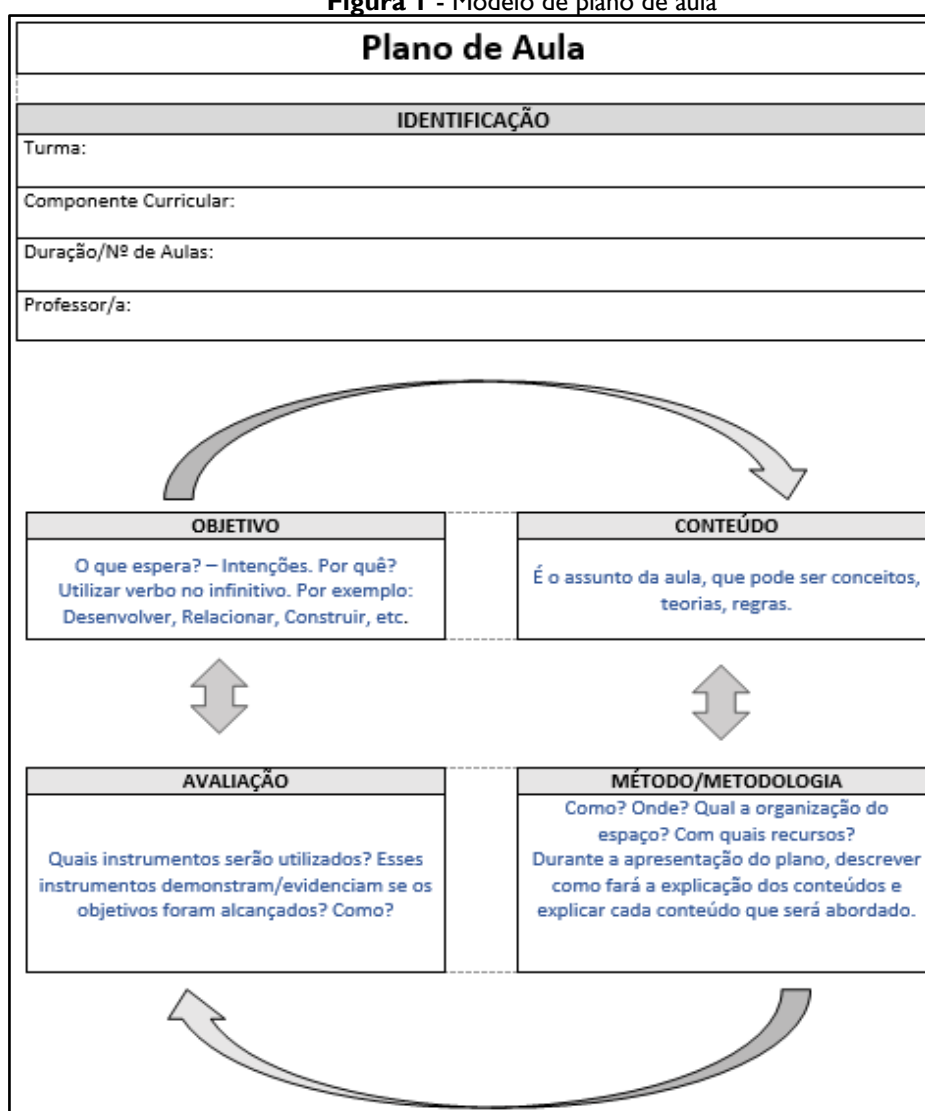 Figura 1 - Modelo de plano de aula
Plano de Aula
IDENTIFICAÇÃO
Turma:
Componente Curricular:
Duração/Nº de Aulas:
Professor/a:
OBJETIVO
O que espera? – Intenções. Por quê?
Utilizar verbo no infinitivo. Por exemplo:
Desenvolver, Relacionar, Construir, etc.
CONTEÚDO
É o assunto da aula, que pode ser conceitos,
teorias, regras.
AVALIAÇÃO
Quais instrumentos serão utilizados? Esses
instrumentos demonstram/evidenciam se os
objetivos foram alcançados? Como?
MÉTODO/METODOLOGIA
Como? Onde? Qual a organização do
espaço? Com quais recursos?
Durante a apresentação do plano, descrever
como fará a explicação dos conteúdos e
explicar cada conteúdo que será abordado.